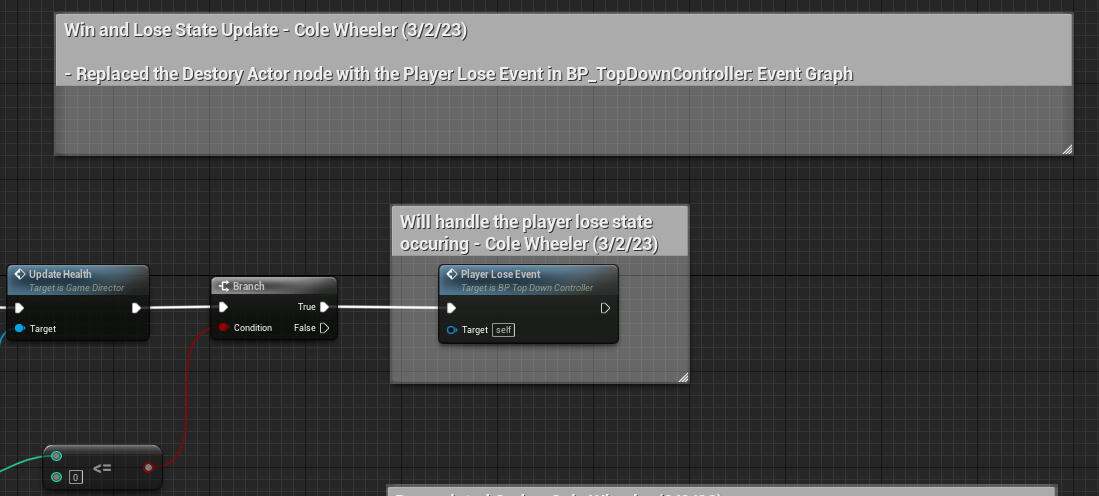 Win and Lose State Update - Cole Wheeler (3/2/23)
- Replaced the Destory Actor node with the Player Lose Event in BP_TopDownController: Event Graph
Will handle the player lose state
occuring - Cole Wheeler (3/2/23)
Update Health
Target is Game Director
Target
Branch
True
Condition
False
Player Lose Event
Target is BP Top Down Controller
Target self
0
<=